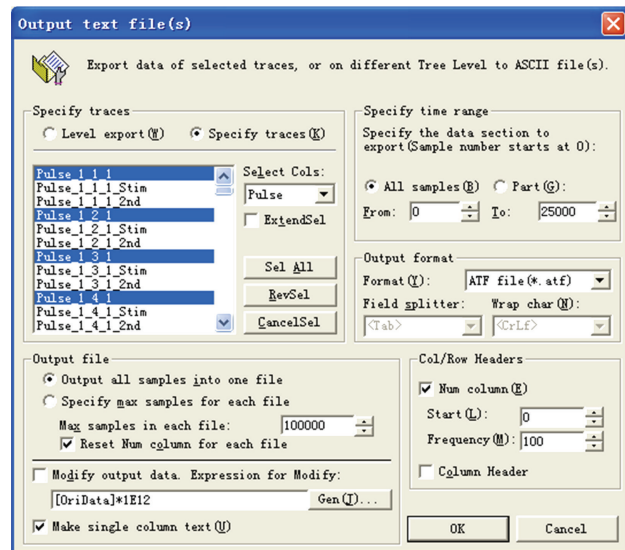 Output text file(s)
Export data of selected traces, or on different Tree Level to ASCII file(s).
Specify traces
Level export(W) Specify traces(K)
Pulse_1_1_1
Pulse_1_1_1_Stim
Pulse_1_1_1_2nd
Pulse_1_2_1
Pulse_1_2_1_Stim
Pulse_1_2_1_2nd
Pulse_1_3_1
Pulse_1_3_1_Stim
Pulse_1_3_1_2nd
Pulse_1_4_1
Pulse_1_4_1_Stim
Pulse_1_4_1_2nd
Select Cols:
Pulse
ExtendSel
Sel All
RevSel
CancelSel
Specify time range
Specify the data section to
export(Sample number starts at 0):
All samples(B) Part(G):
From: 0 To: 25000
Output format
Format(Y): ATF file(*.atf)
Field splitter: Wrap char(N):
<Tab> <CrLf>
Output file
Output all samples into one file
Specify max samples for each file
Max samples in each file: 100000
Reset Num column for each file
Modify output data. Expression for Modify:
[OriData]*1E12 Gen(T)...
Make single column text(U)
Col/Row Headers
Num column(E)
Start(L): 0
Frequency(M): 100
Column Header
OK Cancel